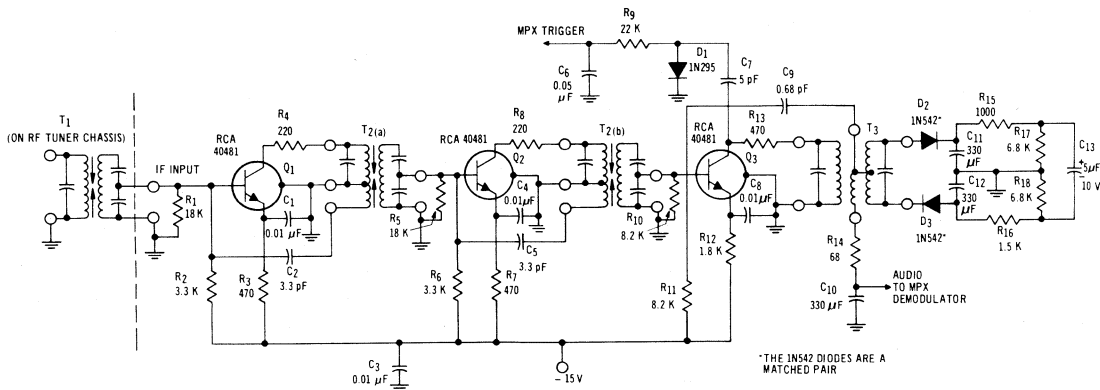 MPX TRIGGER
R9
22 K
D1
1N295
C6
0.05
μF
C7
5 pF
C9
0.68 pF
T1
(ON RF TUNER CHASSIS)
IF INPUT
R1
18K
R2
3.3 K
R4
220
RCA
40481
Q1
C1
0.01 μF
R3
470
C2
3.3 pF
T2(a)
R5
18 K
R6
3.3 K
RCA
40481
R8
220
Q2
C4
0.01μF
C5
3.3 pF
R7
470
T2(b)
R10
8.2 K
R11
8.2 K
RCA
40481
R13
470
Q3
C8
0.01μF
R12
1.8 K
T3
R14
68
C10
330 μF
AUDIO
TO MPX
DEMODULATOR
D2
1N542*
D3
1N542*
C11
330
μF
C12
330
μF
R15
1000
R17
6.8 K
R18
6.8 K
R16
1.5 K
C13
+
5μF
-
10 V
C3
0.01 μF
- 15 V
*THE 1N542 DIODES ARE A
MATCHED PAIR